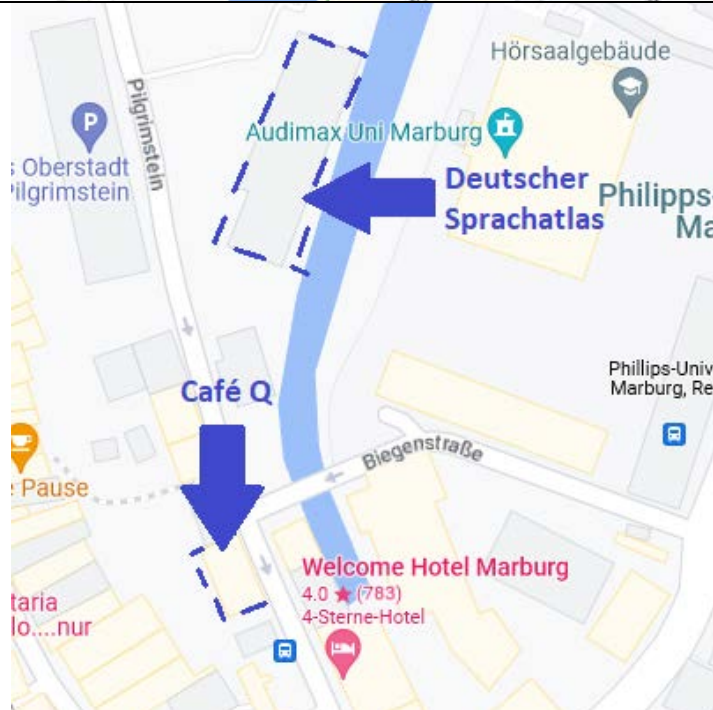 Hörsaalgebäude
Pilgrimstein
Audimax Uni Marburg
P
s Oberstadt
Pilgrimstein
Deutscher
Sprachatlas
Philipps-
Ma
Phillips-Univ
Marburg, Re
Café Q
Biegenstraße
e Pause
Welcome Hotel Marburg
4.0 ★ (783)
4-Sterne-Hotel
taria
lo....nur